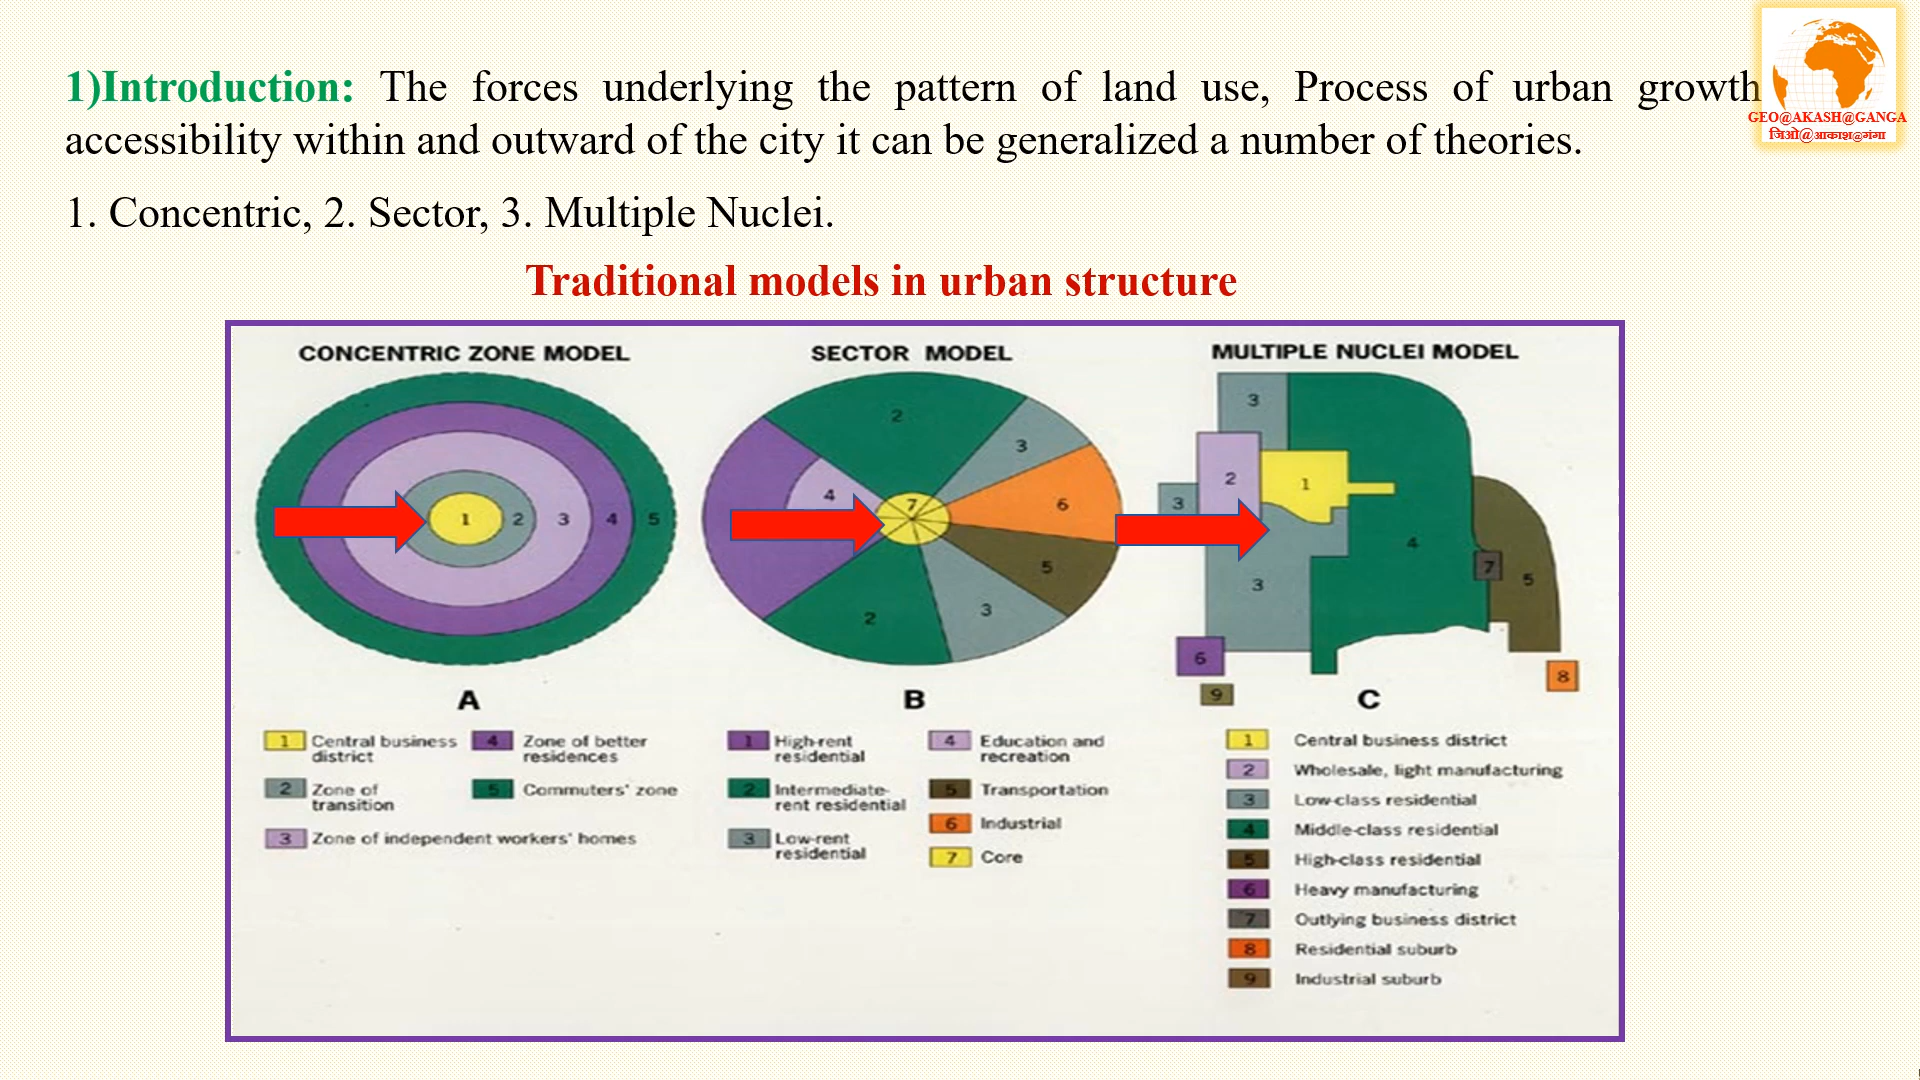 1)Introduction: The forces underlying the pattern of land use, Process of urban growth
accessibility within and outward of the city it can be generalized a number of theories.
1. Concentric, 2. Sector, 3. Multiple Nuclei.
GEO@AKASH@GANGA
जिओ@आकाश@गंगा
Traditional models in urban structure
CONCENTRIC ZONE MODEL
1 2 3 4 5
A
1 Central business
district
2 Zone of
transition
3 Zone of independent workers' homes
4 Zone of better
residences
5 Commuters' zone
SECTOR MODEL
2
3
4
7
6
5
3
2
B
1 High-rent
residential
2 Intermediate-
rent residential
3 Low-rent
residential
4 Education and
recreation
5 Transportation
6 Industrial
7 Core
MULTIPLE NUCLEI MODEL
3
2
1
3
4
7
5
3
6
8
9
C
1 Central business district
2 Wholesale, light manufacturing
3 Low-class residential
4 Middle-class residential
5 High-class residential
6 Heavy manufacturing
7 Outlying business district
8 Residential suburb
9 Industrial suburb